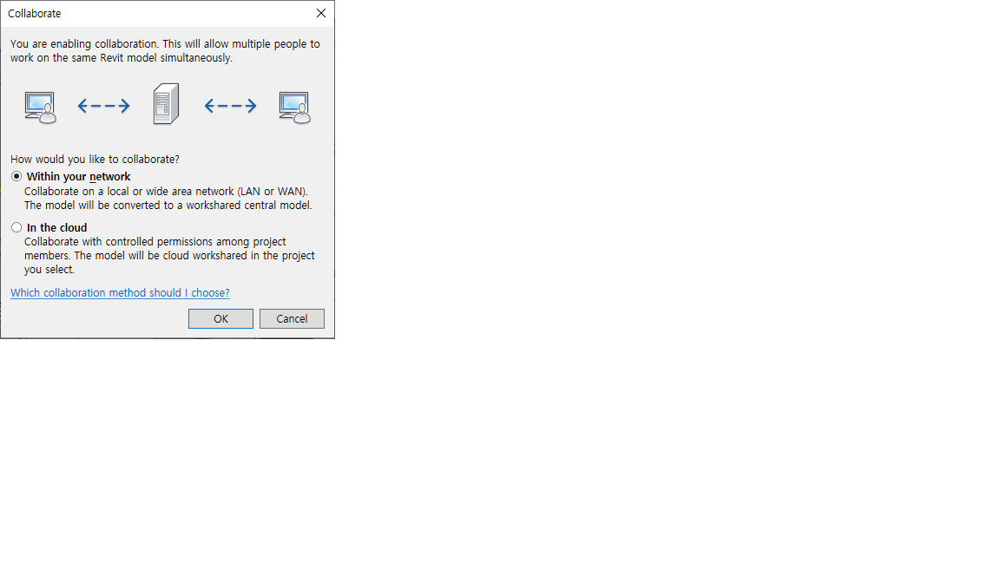 Collaborate
You are enabling collaboration. This will allow multiple people to
work on the same Revit model simultaneously.
How would you like to collaborate?
Within your network
Collaborate on a local or wide area network (LAN or WAN).
The model will be converted to a workshared central model.
In the cloud
Collaborate with controlled permissions among project
members. The model will be cloud workshared in the project
you select.
Which collaboration method should I choose?
OK Cancel